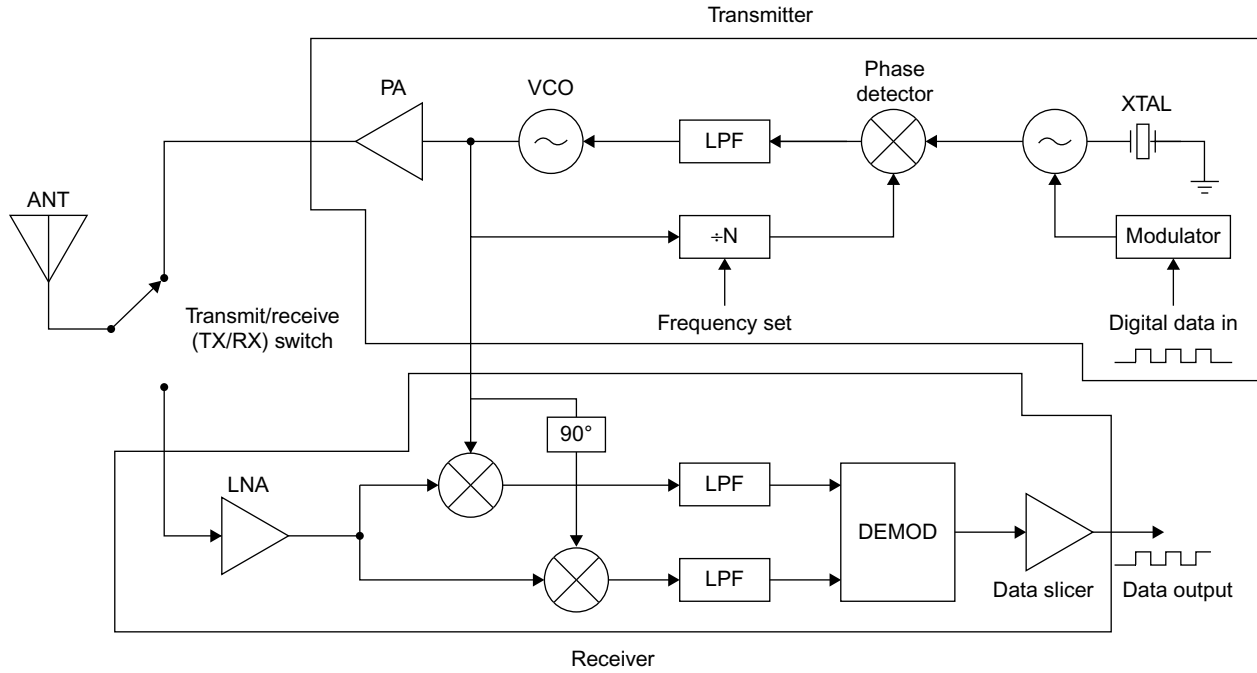 Transmitter
PA
VCO
Phase
detector
XTAL
LPF
ANT
÷N
Modulator
Transmit/receive
(TX/RX) switch
Frequency set
Digital data in
90°
LNA
LPF
DEMOD
LPF
Data slicer
Data output
Receiver